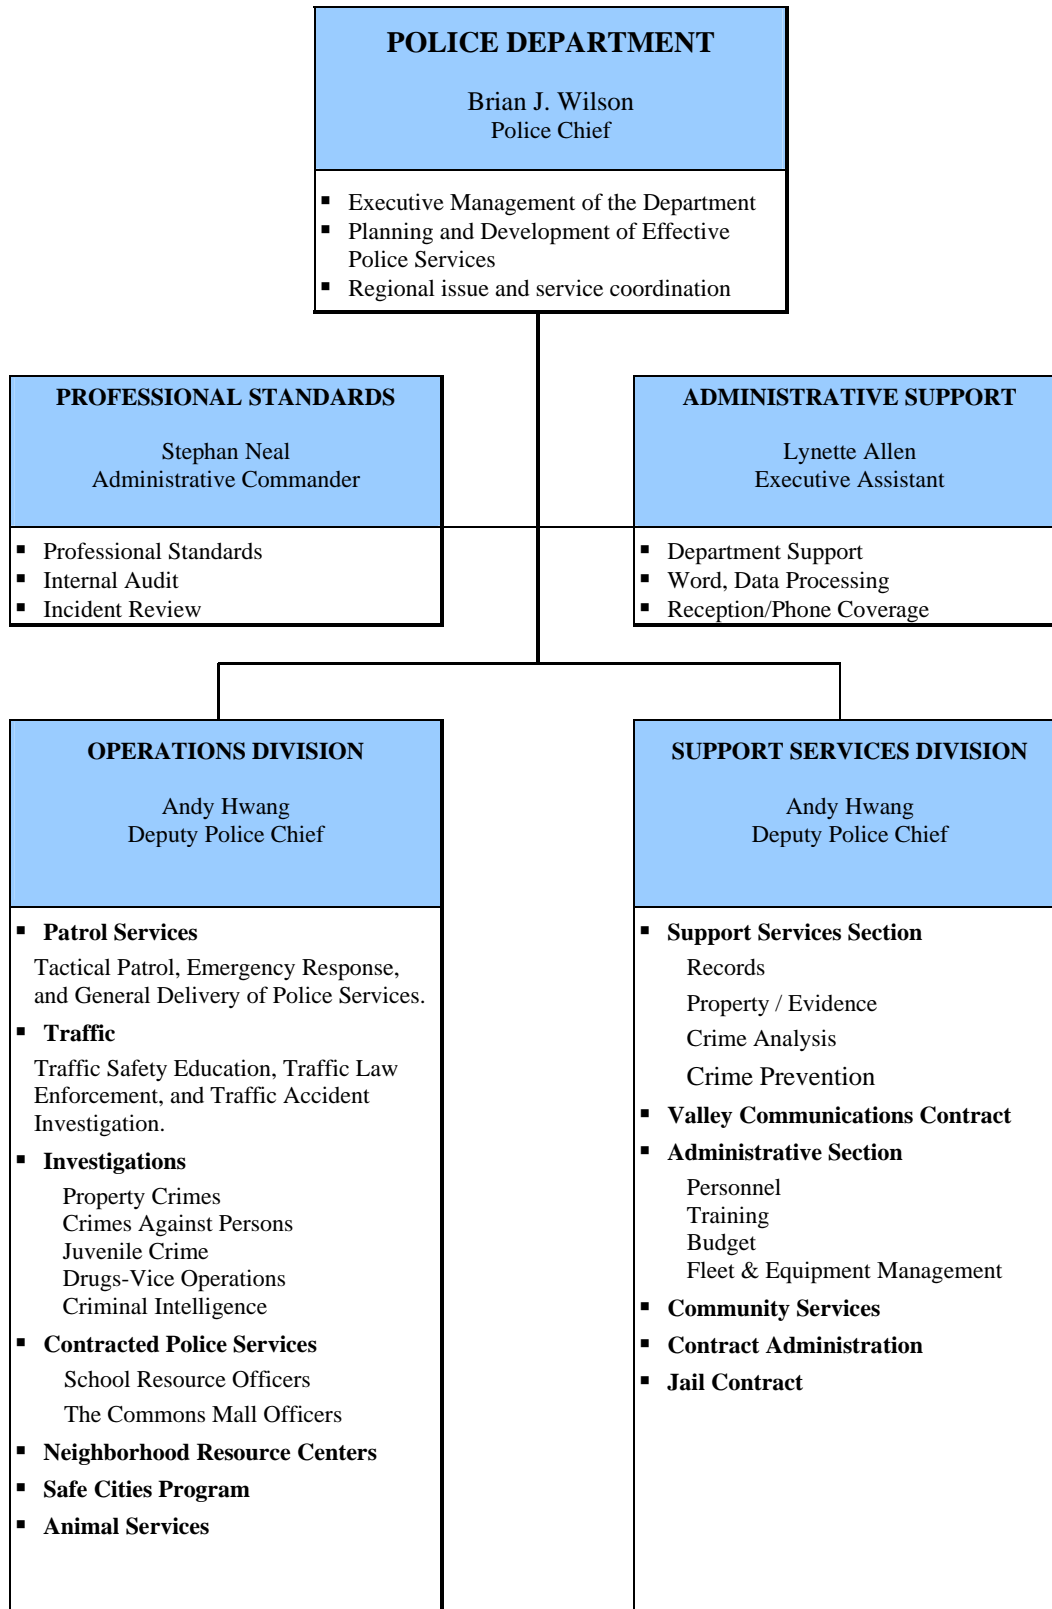 POLICE DEPARTMENT
Brian J. Wilson
Police Chief
▪ Executive Management of the Department
▪ Planning and Development of Effective
Police Services
▪ Regional issue and service coordination
PROFESSIONAL STANDARDS
Stephan Neal
Administrative Commander
▪ Professional Standards
▪ Internal Audit
▪ Incident Review
ADMINISTRATIVE SUPPORT
Lynette Allen
Executive Assistant
▪ Department Support
▪ Word, Data Processing
▪ Reception/Phone Coverage
OPERATIONS DIVISION
Andy Hwang
Deputy Police Chief
▪ Patrol Services
Tactical Patrol, Emergency Response,
and General Delivery of Police Services.
▪ Traffic
Traffic Safety Education, Traffic Law
Enforcement, and Traffic Accident
Investigation.
▪ Investigations
Property Crimes
Crimes Against Persons
Juvenile Crime
Drugs-Vice Operations
Criminal Intelligence
▪ Contracted Police Services
School Resource Officers
The Commons Mall Officers
▪ Neighborhood Resource Centers
▪ Safe Cities Program
▪ Animal Services
SUPPORT SERVICES DIVISION
Andy Hwang
Deputy Police Chief
▪ Support Services Section
Records
Property / Evidence
Crime Analysis
Crime Prevention
▪ Valley Communications Contract
▪ Administrative Section
Personnel
Training
Budget
Fleet & Equipment Management
▪ Community Services
▪ Contract Administration
▪ Jail Contract